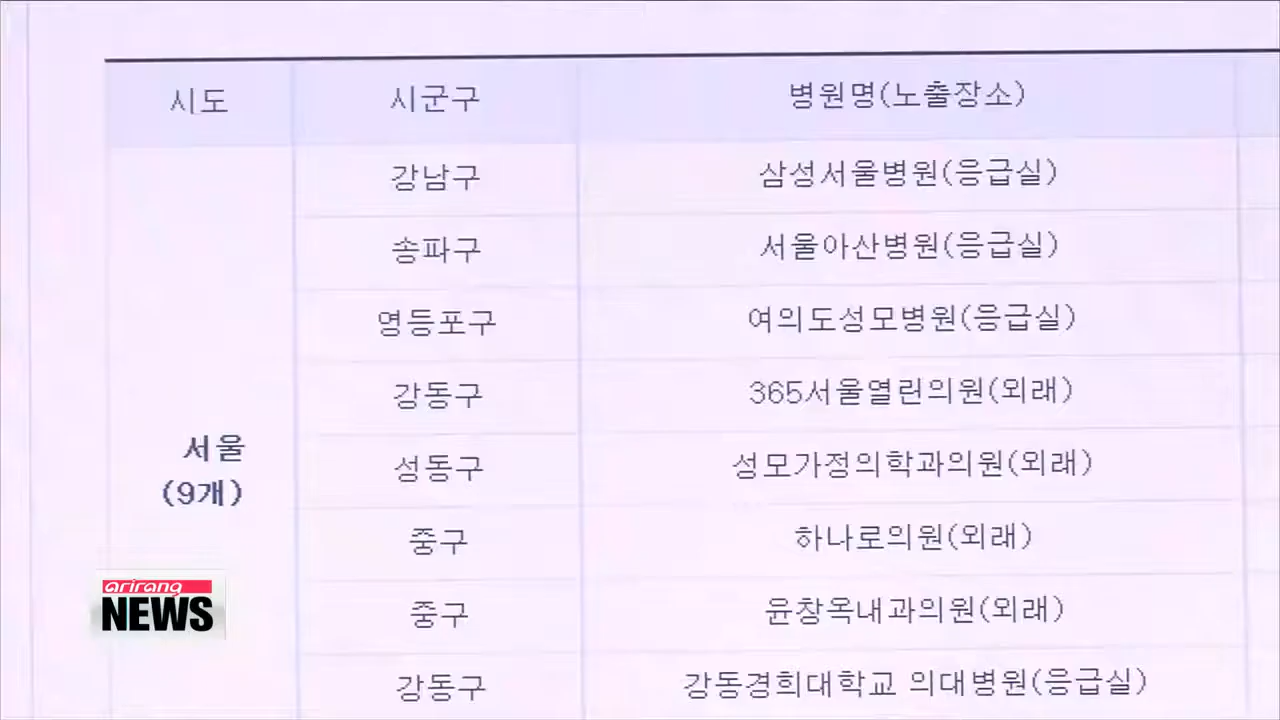 시도 시군구 병원명(노출장소)
강남구 삼성서울병원(응급실)
송파구 서울아산병원(응급실)
영등포구 여의도성모병원(응급실)
강동구 365서울열린의원(외래)
서울
(9개)
성동구 성모가정의학과의원(외래)
중구 하나로의원(외래)
중구 윤창옥내과의원(외래)
강동구 강동경희대학교 의대병원(응급실)
arirang
NEWS